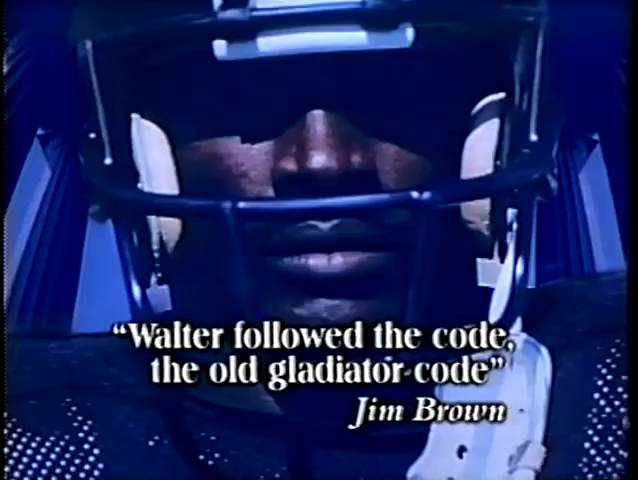 “Walter followed the code,
the old gladiator code”
Jim Brown